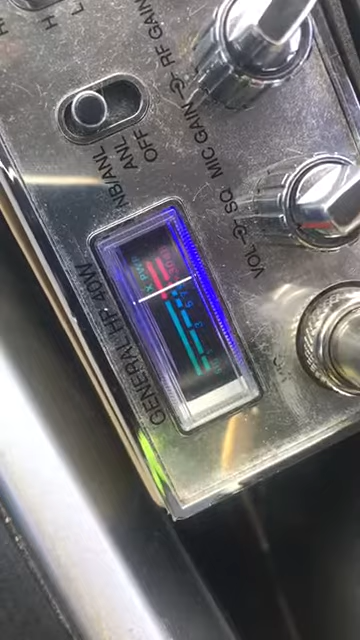 H L
RF GAIN
MIC GAIN
NB/ANL
ANL
OFF
VOL
SQ
GENERAL HP 40W